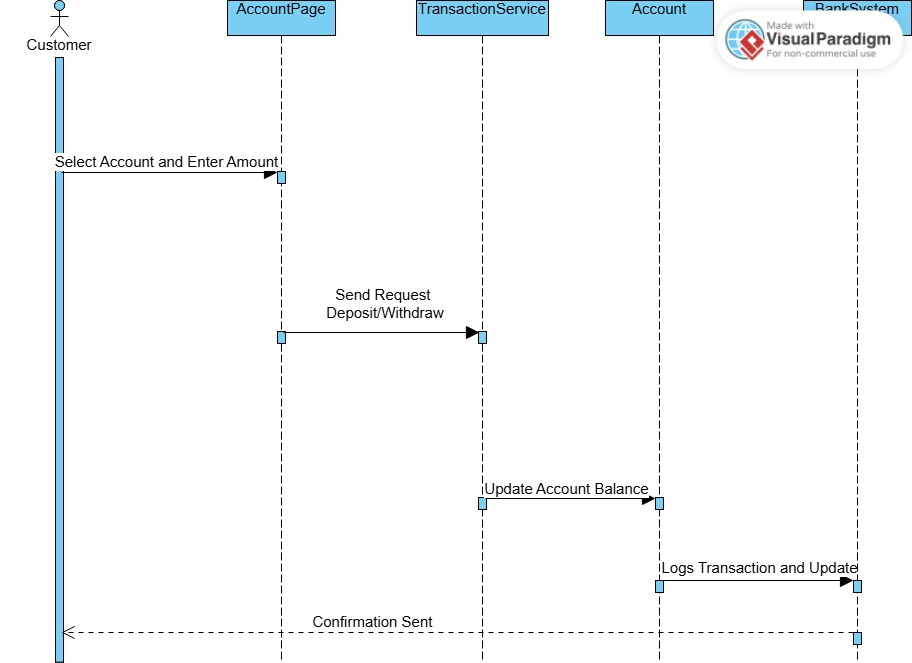 AccountPage
TransactionService
Account
BankSystem
Made with
Visual Paradigm
For non-commercial use
Customer
Select Account and Enter Amount
Send Request
Deposit/Withdraw
Update Account Balance
Logs Transaction and Update
Confirmation Sent